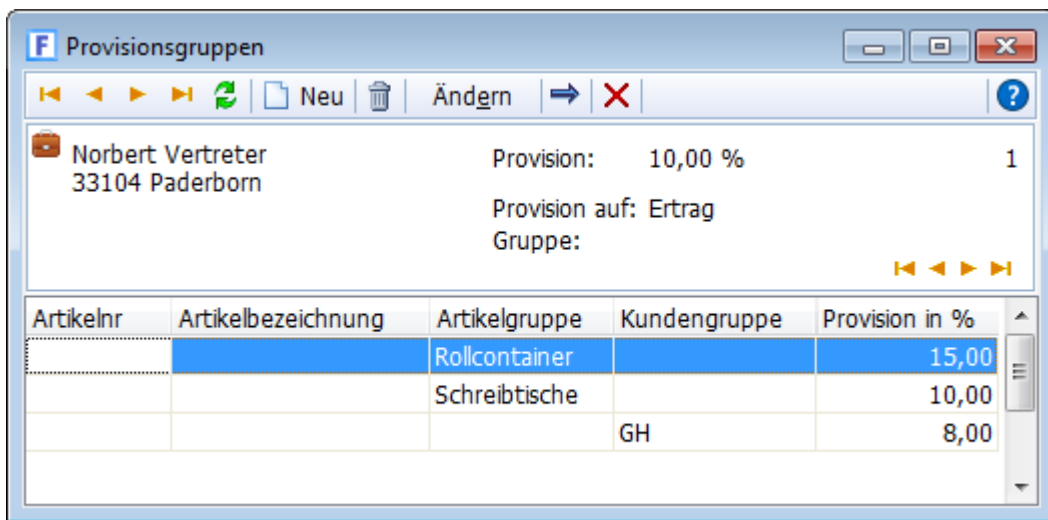 F Provisionsgruppen
Neu Ändern ?
Norbert Vertreter Provision: 10,00 % 1
33104 Paderborn
Provision auf: Ertrag
Gruppe:
Artikelnr Artikelbezeichnung Artikelgruppe Kundengruppe Provision in %
Rollcontainer 15,00
Schreibtische 10,00
GH 8,00